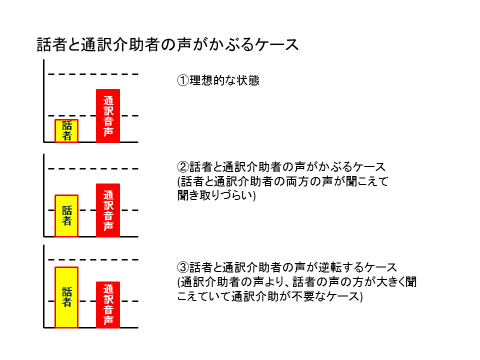 話者と通訳介助者の声がかぶるケース
①理想的な状態
話者
通訳音声
②話者と通訳介助者の声がかぶるケース
(話者と通訳介助者の両方の声が聞こえて
聞き取りづらい)
話者
通訳音声
③話者と通訳介助者の声が逆転するケース
(通訳介助者の声より、話者の声の方が大きく聞
こえていて通訳介助が不要なケース)
話者
通訳音声